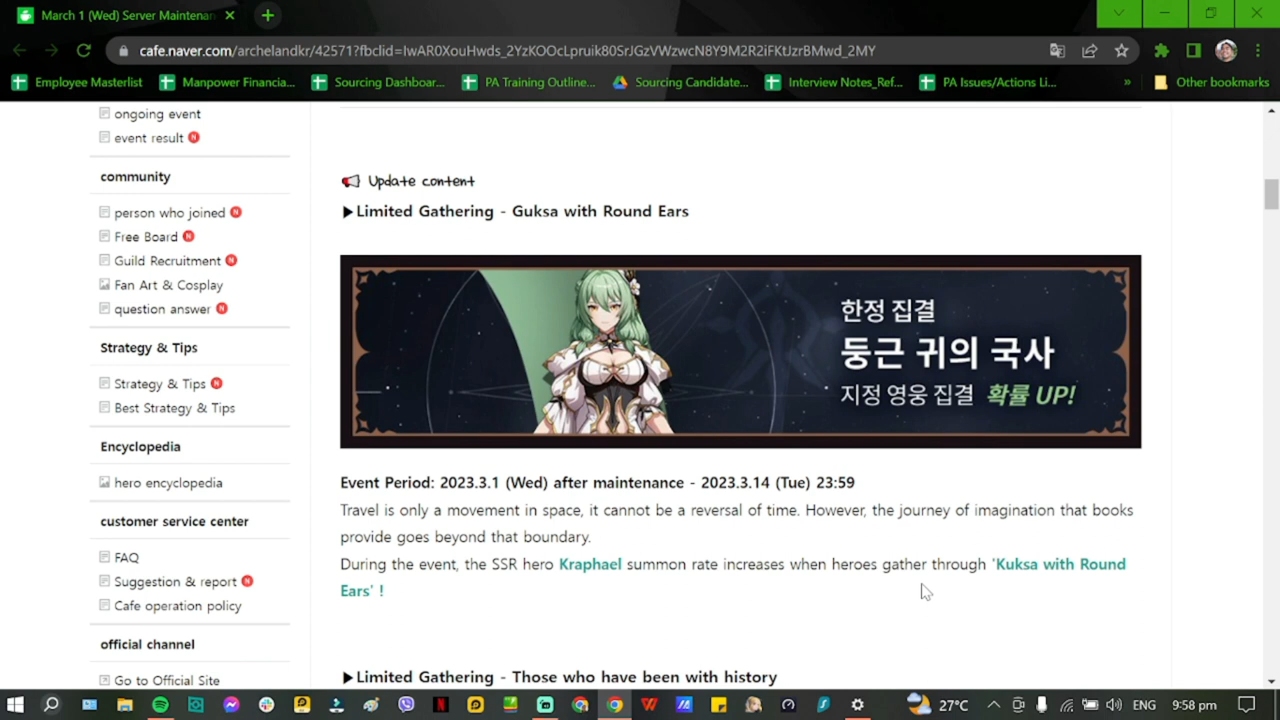 March 1 (Wed) Server Maintenan
cafe.naver.com/archelandkr/42571?fbclid=IwAR0XouHwds_2YzKOOcLpruik80SrJGzVWzwcN8Y9M2R2iFKtJzrBMwd_2MY
Employee Masterlist
Manpower Financia...
Sourcing Dashboar...
PA Training Outline...
Sourcing Candidate...
Interview Notes_Ref...
PA Issues/Actions Li...
»
Other bookmarks
ongoing event
event result N
community
person who joined N
Free Board N
Guild Recruitment N
Fan Art & Cosplay
question answer N
Strategy & Tips
Strategy & Tips N
Best Strategy & Tips
Encyclopedia
hero encyclopedia
customer service center
FAQ
Suggestion & report N
Cafe operation policy
official channel
Go to Official Site
Update content
▶Limited Gathering - Guksa with Round Ears
한정 집결
둥근 귀의 국사
지정 영웅 집결 확률 UP!
Event Period: 2023.3.1 (Wed) after maintenance - 2023.3.14 (Tue) 23:59
Travel is only a movement in space, it cannot be a reversal of time. However, the journey of imagination that books
provide goes beyond that boundary.
During the event, the SSR hero Kraphael summon rate increases when heroes gather through 'Kuksa with Round
Ears' !
▶Limited Gathering - Those who have been with history
27°C
ENG
9:58 pm